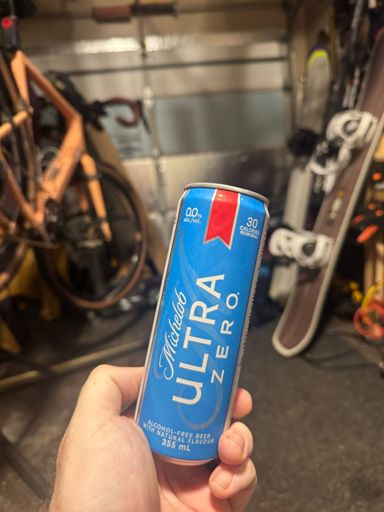 0.0%
alc./vol.
30
CALORIES
Michelob
ULTRA
ZERO
ALCOHOL-FREE BEER
WITH NATURAL FLAVOUR
355 mL